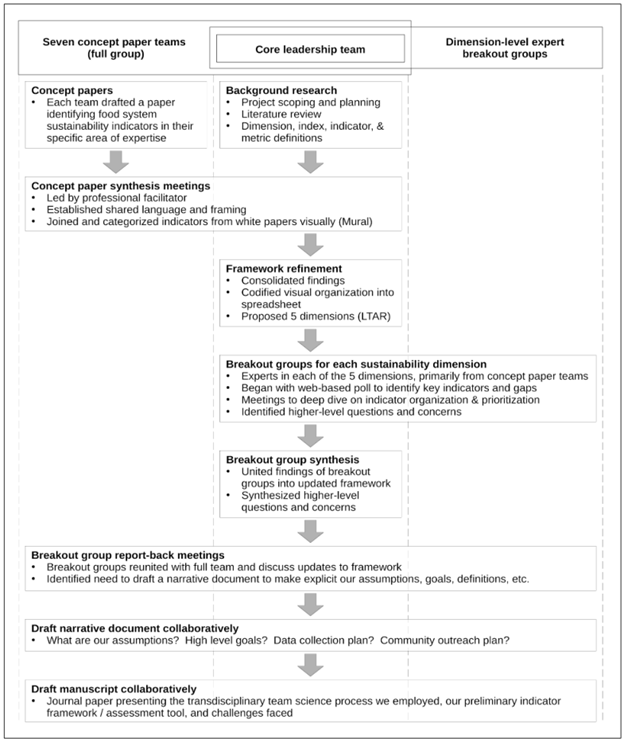 Seven concept paper teams
(full group)
Core leadership team
Dimension-level expert
breakout groups
Concept papers
• Each team drafted a paper
identifying food system
sustainability indicators in their
specific area of expertise
Background research
• Project scoping and planning
• Literature review
• Dimension, index, indicator, &
metric definitions
Concept paper synthesis meetings
• Led by professional facilitator
• Established shared language and framing
• Joined and categorized indicators from white papers visually (Mural)
Framework refinement
• Consolidated findings
• Codified visual organization into
spreadsheet
• Proposed 5 dimensions (LTAR)
Breakout groups for each sustainability dimension
• Experts in each of the 5 dimensions, primarily from concept paper teams
• Began with web-based poll to identify key indicators and gaps
• Meetings to deep dive on indicator organization & prioritization
• Identified higher-level questions and concerns
Breakout group synthesis
• United findings of breakout
groups into updated framework
• Synthesized higher-level
questions and concerns
Breakout group report-back meetings
• Breakout groups reunited with full team and discuss updates to framework
• Identified need to draft a narrative document to make explicit our assumptions, goals, definitions, etc.
Draft narrative document collaboratively
• What are our assumptions? High level goals? Data collection plan? Community outreach plan?
Draft manuscript collaboratively
• Journal paper presenting the transdisciplinary team science process we employed, our preliminary indicator
framework / assessment tool, and challenges faced